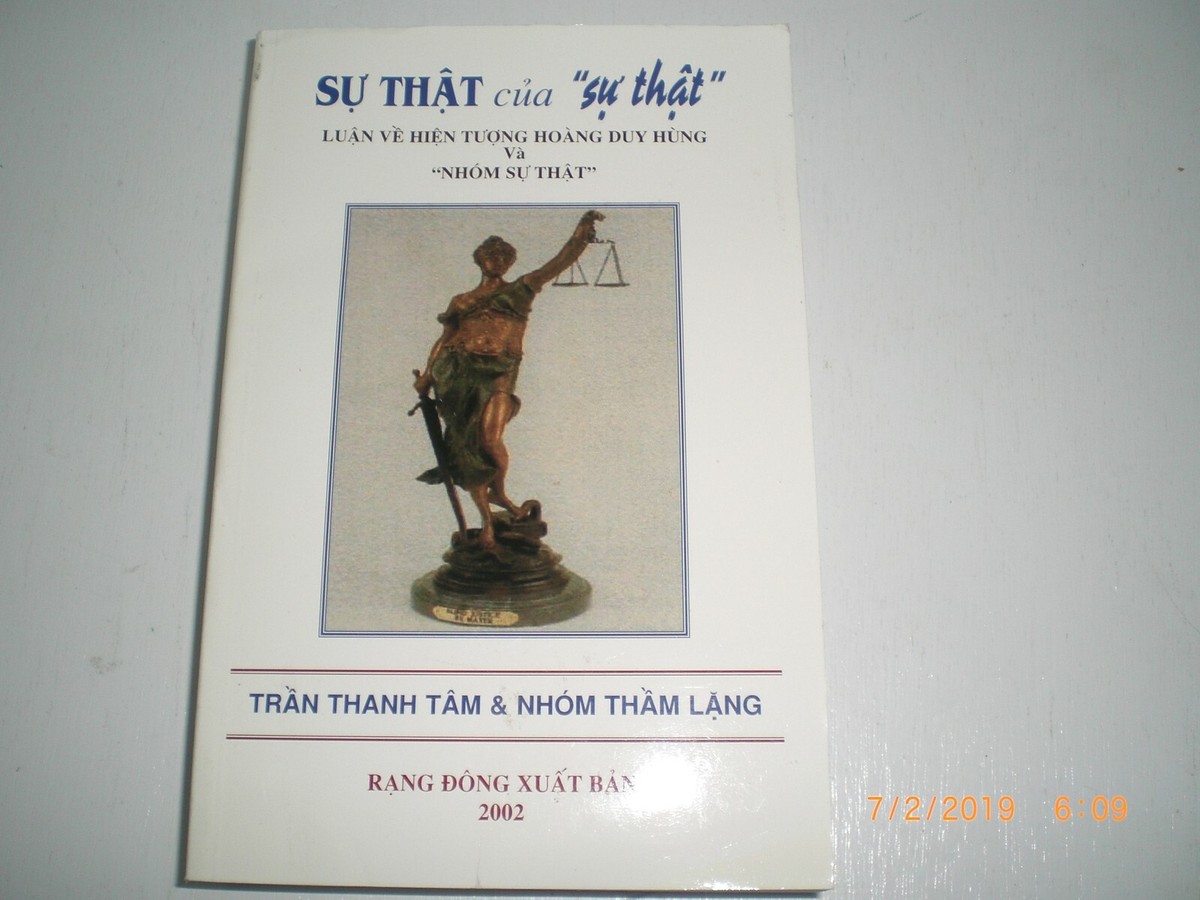 SỰ THẬT của "sự thật"
LUẬN VỀ HIỆN TƯỢNG HOÀNG DUY HÙNG
Và
“NHÓM SỰ THẬT”
TRẦN THANH TÂM & NHÓM THẦM LẶNG
RẠNG ĐÔNG XUẤT BẢN
2002
7/2/2019 6:09